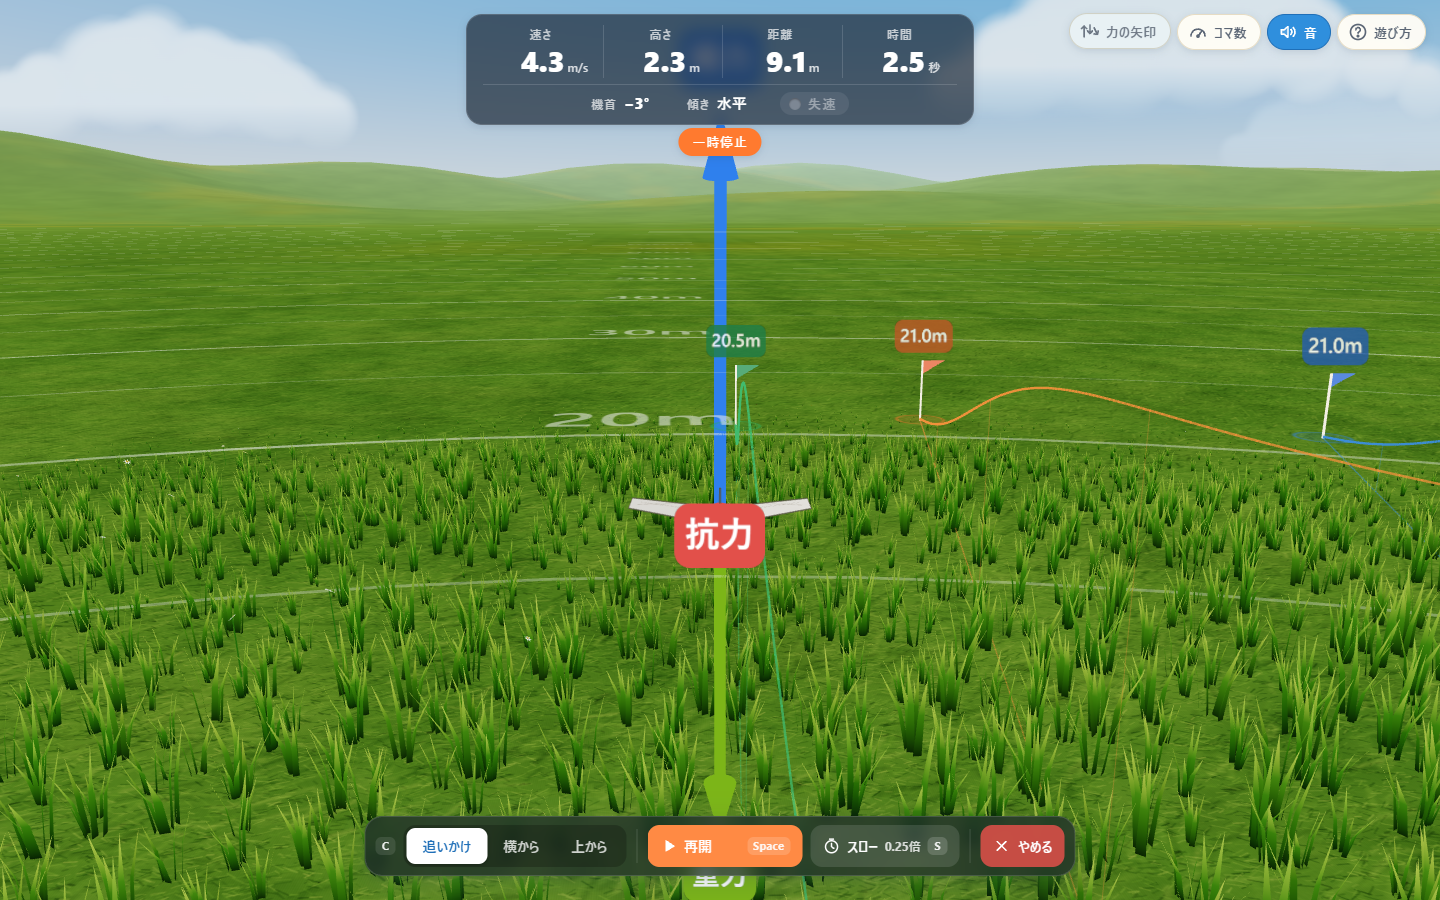 速さ 高さ 距離 時間
4.3 m/s 2.3 m 9.1 m 2.5 秒
機首 −3° 傾き 水平 失速
一時停止
力の矢印 コマ数 音 遊び方
30m
20.5m
21.0m
21.0m
20m
抗力
C 追いかけ 横から 上から 再開 Space スロー 0.25倍 S やめる
重力